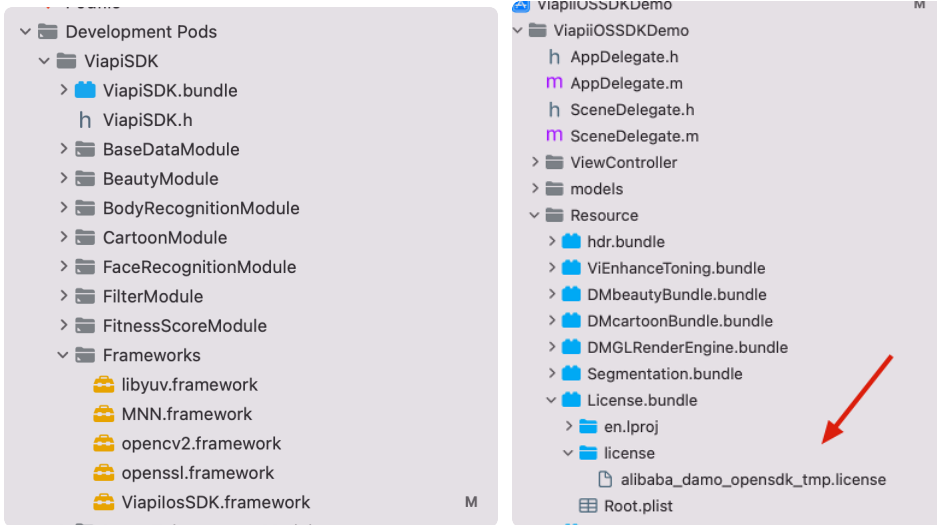 Development Pods
ViapiSDK
ViapiSDK.bundle
h ViapiSDK.h
BaseDataModule
BeautyModule
BodyRecognitionModule
CartoonModule
FaceRecognitionModule
FilterModule
FitnessScoreModule
Frameworks
libyuv.framework
MNN.framework
opencv2.framework
openssl.framework
ViapiIosSDK.framework M
ViapiiOSSDKDemo M
ViapiiOSSDKDemo
h AppDelegate.h
m AppDelegate.m
h SceneDelegate.h
m SceneDelegate.m
ViewController
models
Resource
hdr.bundle
ViEnhanceToning.bundle
DMbeautyBundle.bundle
DMcartoonBundle.bundle
DMGLRenderEngine.bundle
Segmentation.bundle
License.bundle
en.lproj
license
alibaba_damo_opensdk_tmp.license
Root.plist